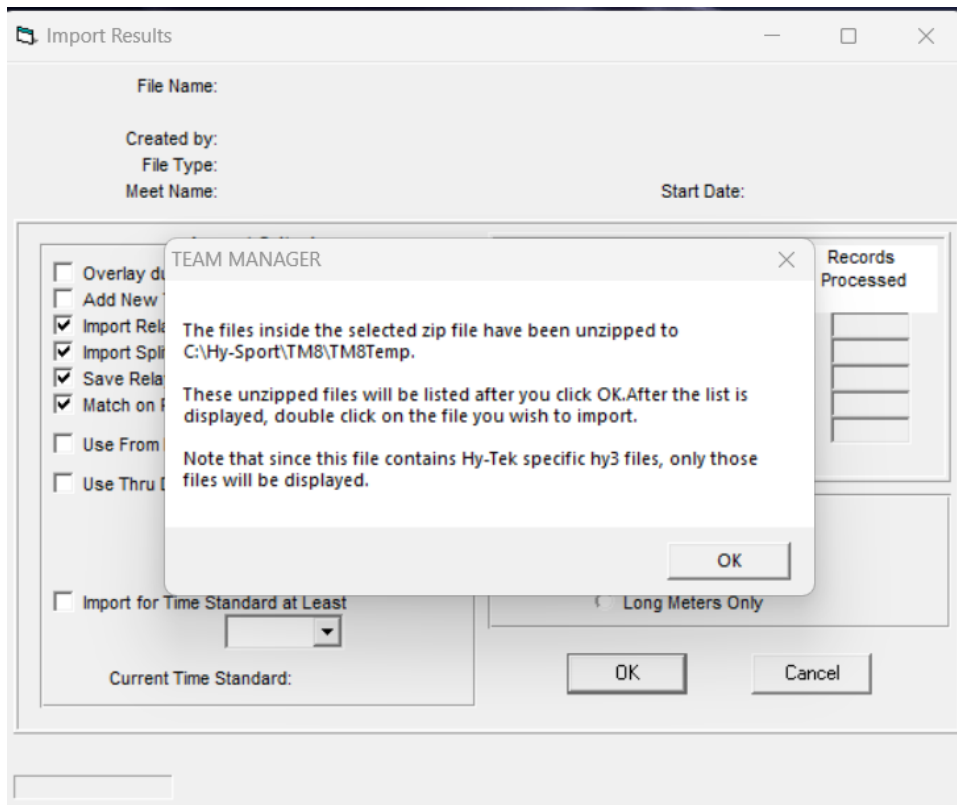 Import Results
File Name:
Created by:
File Type:
Meet Name:
Start Date:
TEAM MANAGER
Records
Processed
Overlay
Add New
Import
Import
Save
Match on
Use From
Use Thru
The files inside the selected zip file have been unzipped to
C:\Hy-Sport\TM8\TM8Temp.
These unzipped files will be listed after you click OK.After the list is
displayed, double click on the file you wish to import.
Note that since this file contains Hy-Tek specific hy3 files, only those
files will be displayed.
OK
Import for Time Standard at Least
Long Meters Only
Current Time Standard:
OK
Cancel